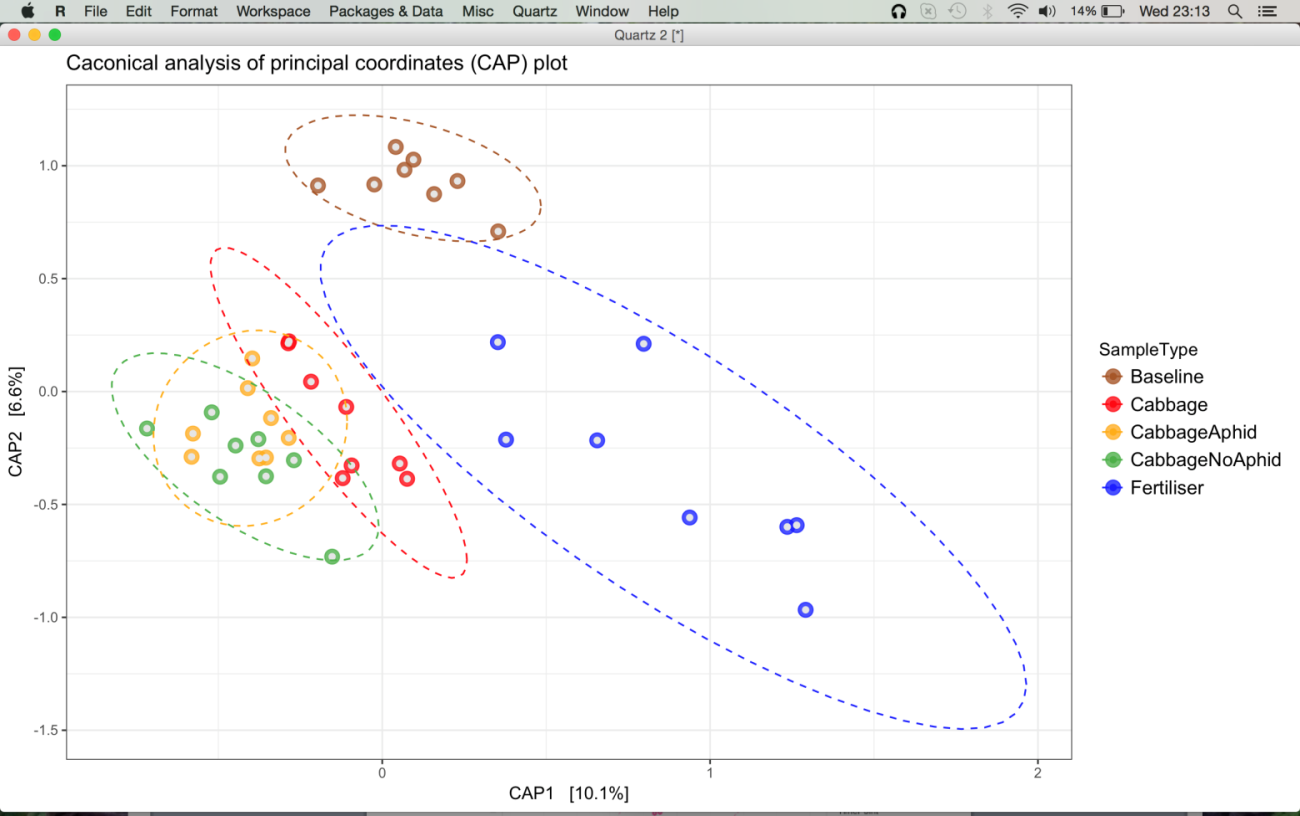 R File Edit Format Workspace Packages & Data Misc Quartz Window Help 14% Wed 23:13
Quartz 2 [*]
Caconical analysis of principal coordinates (CAP) plot
1.0
0.5
0.0
-0.5
-1.0
-1.5
CAP2 [6.6%]
0 1 2
CAP1 [10.1%]
SampleType
Baseline
Cabbage
CabbageAphid
CabbageNoAphid
Fertiliser